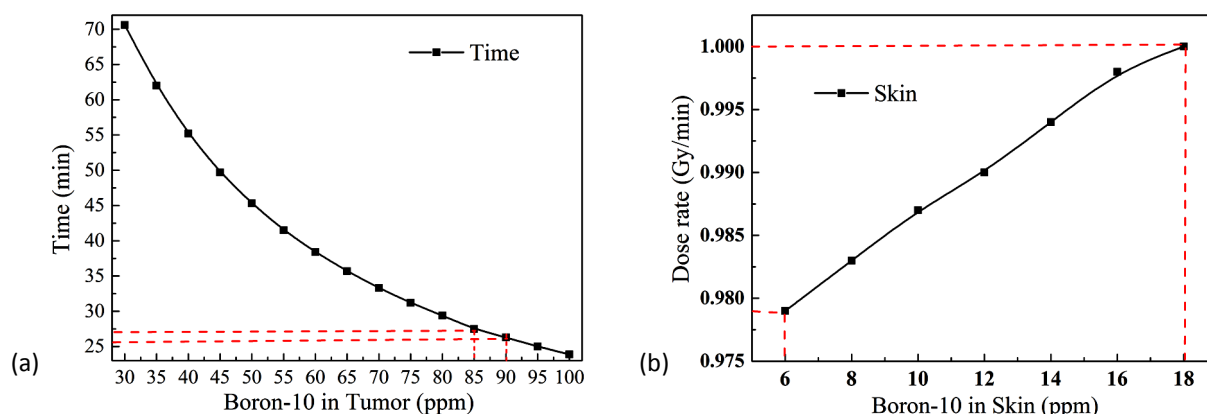 70
65
60
55
50
45
40
35
30
25
Time (min)
Time
30 35 40 45 50 55 60 65 70 75 80 85 90 95 100
Boron-10 in Tumor (ppm)
(a)
1.000
0.995
0.990
0.985
0.980
0.975
Dose rate (Gy/min)
Skin
6 8 10 12 14 16 18
Boron-10 in Skin (ppm)
(b)